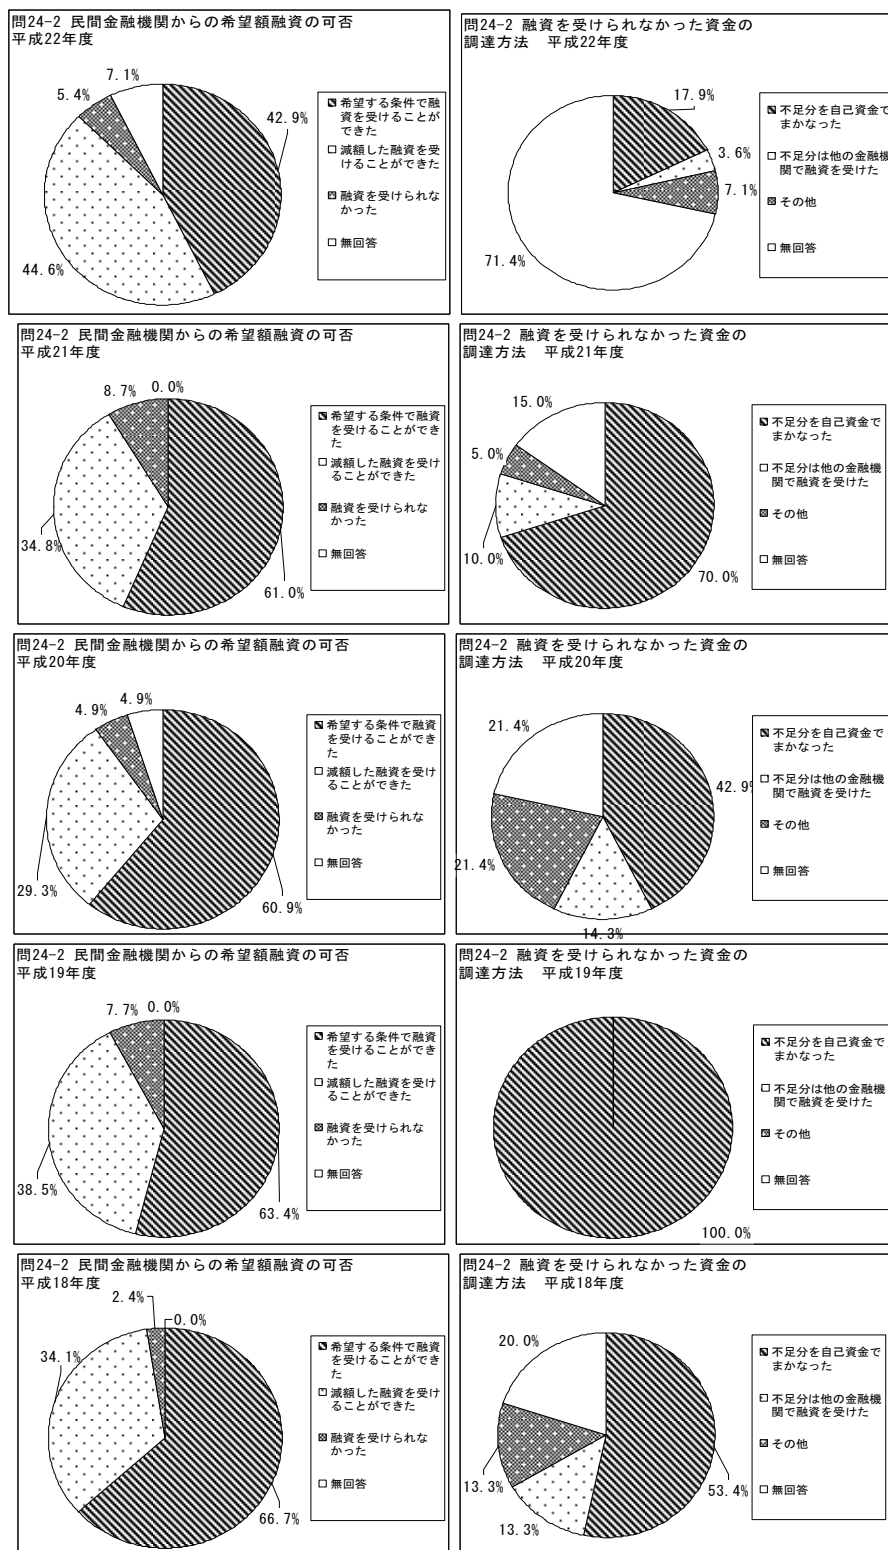 問24-2 民間金融機関からの希望額融資の可否
平成22年度
7.1%
5.4%
42.9%
44.6%
希望する条件で融
資を受けることが
できた
減額した融資を受
けることができた
融資を受けられな
かった
無回答
問24-2 融資を受けられなかった資金の
調達方法 平成22年度
17.9%
3.6%
7.1%
71.4%
不足分を自己資金で
まかなった
不足分は他の金融機
関で融資を受けた
その他
無回答
問24-2 民間金融機関からの希望額融資の可否
平成21年度
8.7%
0.0%
34.8%
61.0%
希望する条件で融資
を受けることができ
た
減額した融資を受け
ることができた
融資を受けられな
かった
無回答
問24-2 融資を受けられなかった資金の
調達方法 平成21年度
15.0%
5.0%
10.0%
70.0%
不足分を自己資金で
まかなった
不足分は他の金融機
関で融資を受けた
その他
無回答
問24-2 民間金融機関からの希望額融資の可否
平成20年度
4.9%
4.9%
29.3%
60.9%
希望する条件で融資
を受けることができ
た
減額した融資を受け
ることができた
融資を受けられな
かった
無回答
問24-2 融資を受けられなかった資金の
調達方法 平成20年度
21.4%
42.9%
21.4%
14.3%
不足分を自己資金で
まかなった
不足分は他の金融機
関で融資を受けた
その他
無回答
問24-2 民間金融機関からの希望額融資の可否
平成19年度
7.7%
0.0%
38.5%
63.4%
希望する条件で融資
を受けることができ
た
減額した融資を受け
ることができた
融資を受けられな
かった
無回答
問24-2 融資を受けられなかった資金の
調達方法 平成19年度
100.0%
不足分を自己資金で
まかなった
不足分は他の金融機
関で融資を受けた
その他
無回答
問24-2 民間金融機関からの希望額融資の可否
平成18年度
2.4%
0.0%
34.1%
66.7%
希望する条件で融資
を受けることができ
た
減額した融資を受け
ることができた
融資を受けられな
かった
無回答
問24-2 融資を受けられなかった資金の
調達方法 平成18年度
20.0%
13.3%
13.3%
53.4%
不足分を自己資金で
まかなった
不足分は他の金融機
関で融資を受けた
その他
無回答